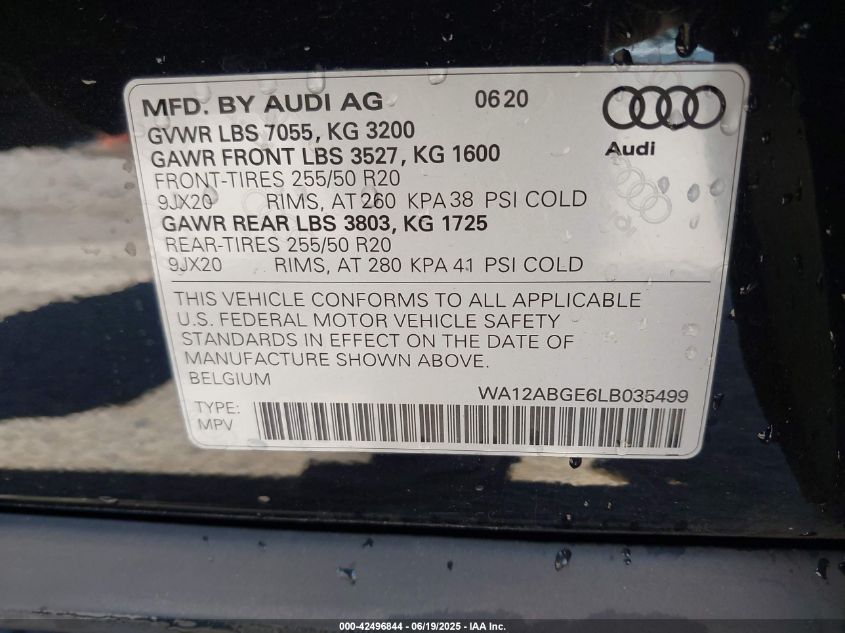 MFD. BY AUDI AG 0620
Audi
GVWR LBS 7055, KG 3200
GAWR FRONT LBS 3527, KG 1600
FRONT-TIRES 255/50 R20
9JX20 RIMS, AT 260 KPA 38 PSI COLD
GAWR REAR LBS 3803, KG 1725
REAR-TIRES 255/50 R20
9JX20 RIMS, AT 280 KPA 41 PSI COLD
THIS VEHICLE CONFORMS TO ALL APPLICABLE
U.S. FEDERAL MOTOR VEHICLE SAFETY
STANDARDS IN EFFECT ON THE DATE OF
MANUFACTURE SHOWN ABOVE.
BELGIUM
WA12ABGE6LB035499
TYPE:
MPV
000-42496844 - 06/19/2025 - IAA Inc.